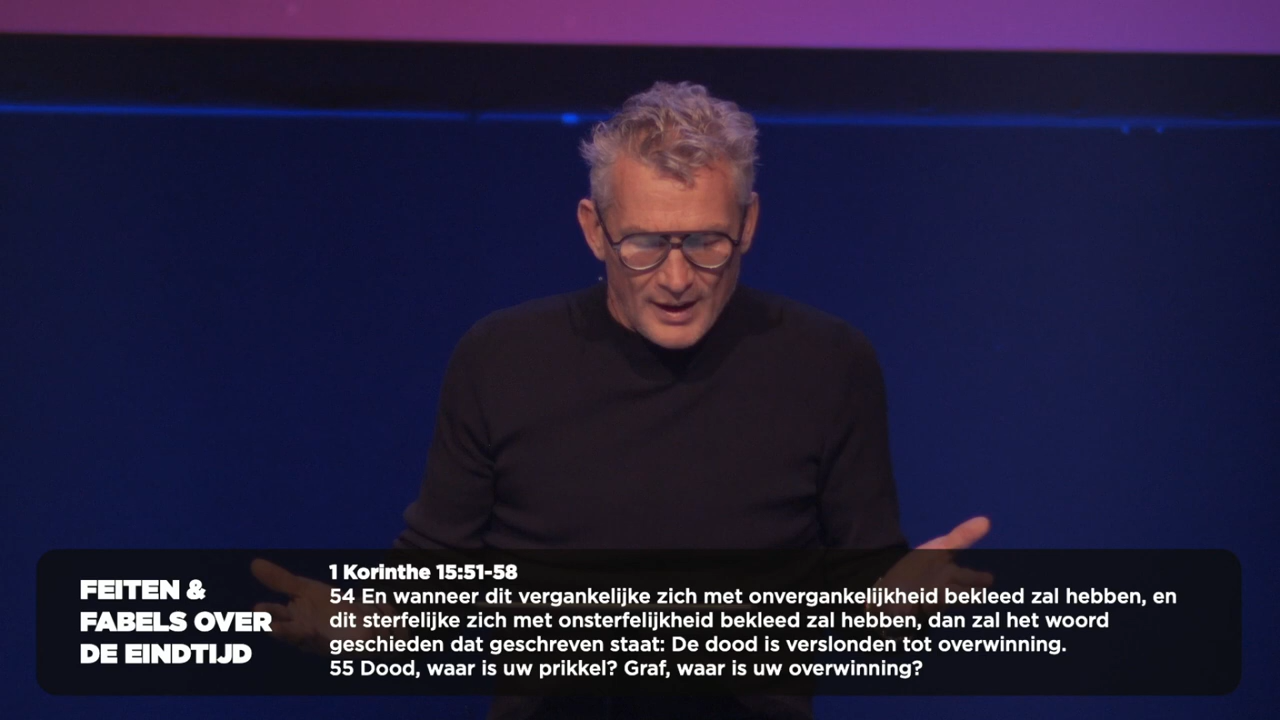 FEITEN &
FABELS OVER
DE EINDTIJD
1 Korinthe 15:51-58
54 En wanneer dit vergankelijke zich met onvergankelijkheid bekleed zal hebben, en
dit sterfelijke zich met onsterfelijkheid bekleed zal hebben, dan zal het woord
geschieden dat geschreven staat: De dood is verslonden tot overwinning.
55 Dood, waar is uw prikkel? Graf, waar is uw overwinning?